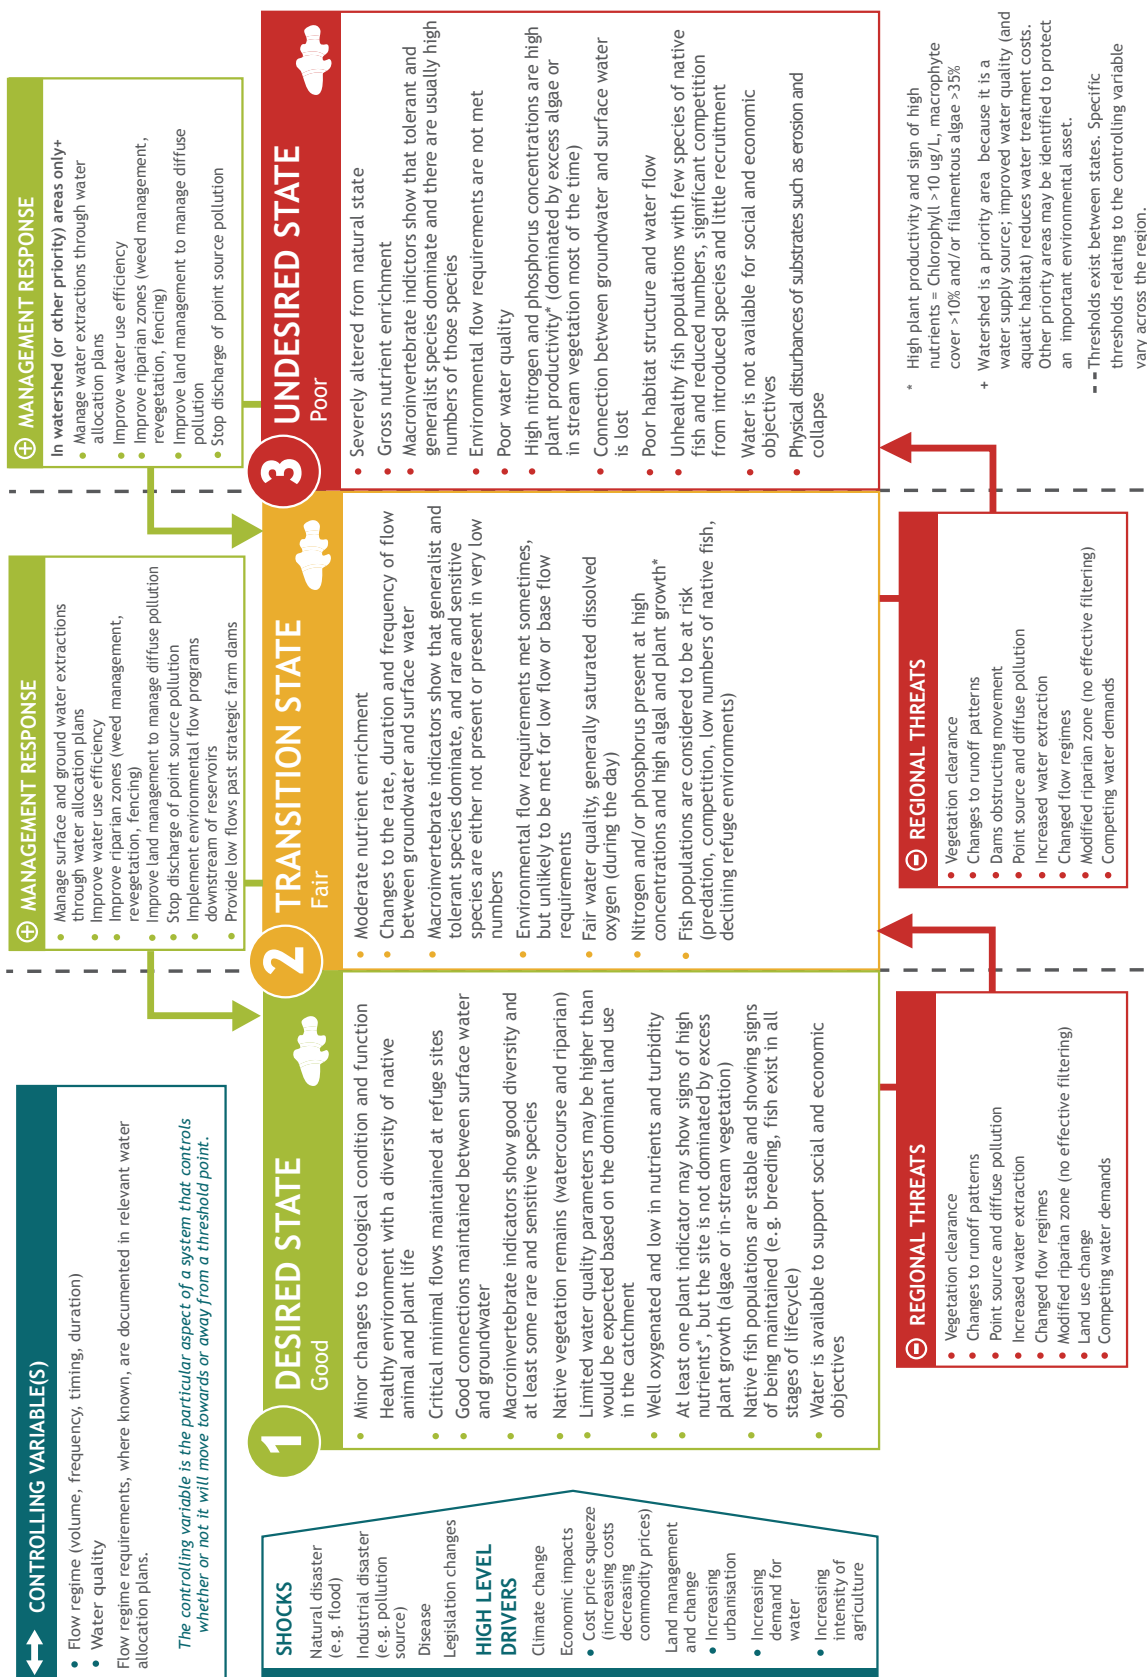 CONTROLLING VARIABLE(S)
• Flow regime (volume, frequency, timing, duration)
• Water quality
Flow regime requirements, where known, are documented in relevant water
allocation plans.
The controlling variable is the particular aspect of a system that controls
whether or not it will move towards or away from a threshold point.
MANAGEMENT RESPONSE
• Manage surface and ground water extractions
through water allocation plans
• Improve water use efficiency
• Improve riparian zones (weed management,
revegetation, fencing)
• Improve land management to manage diffuse pollution
• Stop discharge of point source pollution
• Implement environmental flow programs
downstream of reservoirs
• Provide low flows past strategic farm dams
MANAGEMENT RESPONSE
In watershed (or other priority) areas only+
• Manage water extractions through water
allocation plans
• Improve water use efficiency
• Improve riparian zones (weed management,
revegetation, fencing)
• Improve land management to manage diffuse
pollution
• Stop discharge of point source pollution
SHOCKS
Natural disaster
(e.g. flood)
Industrial disaster
(e.g. pollution
source)
Disease
Legislation changes
HIGH LEVEL
DRIVERS
Climate change
Economic impacts
• Cost price squeeze
(increasing costs
decreasing
commodity prices)
Land management
and change
• Increasing
urbanisation
• Increasing
demand for
water
• Increasing
intensity of
agriculture
1 DESIRED STATE
Good
• Minor changes to ecological condition and function
• Healthy environment with a diversity of native
animal and plant life
• Critical minimal flows maintained at refuge sites
• Good connections maintained between surface water
and groundwater
• Macroinvertebrate indicators show good diversity and
at least some rare and sensitive species
• Native vegetation remains (watercourse and riparian)
• Limited water quality parameters may be higher than
would be expected based on the dominant land use
in the catchment
• Well oxygenated and low in nutrients and turbidity
• At least one plant indicator may show signs of high
nutrients*, but the site is not dominated by excess
plant growth (algae or in-stream vegetation)
• Native fish populations are stable and showing signs
of being maintained (e.g. breeding, fish exist in all
stages of lifecycle)
• Water is available to support social and economic
objectives
2 TRANSITION STATE
Fair
• Moderate nutrient enrichment
• Changes to the rate, duration and frequency of flow
between groundwater and surface water
• Macroinvertebrate indicators show that generalist and
tolerant species dominate, and rare and sensitive
species are either not present or present in very low
numbers
• Environmental flow requirements met sometimes,
but unlikely to be met for low flow or base flow
requirements
• Fair water quality, generally saturated dissolved
oxygen (during the day)
• Nitrogen and/or phosphorus present at high
concentrations and high algal and plant growth*
• Fish populations are considered to be at risk
(predation, competition, low numbers of native fish,
declining refuge environments)
3 UNDESIRED STATE
Poor
• Severely altered from natural state
• Gross nutrient enrichment
• Macroinvertebrate indictors show that tolerant and
generalist species dominate and there are usually high
numbers of those species
• Environmental flow requirements are not met
• Poor water quality
• High nitrogen and phosphorus concentrations are high
plant productivity* (dominated by excess algae or
in stream vegetation most of the time)
• Connection between groundwater and surface water
is lost
• Poor habitat structure and water flow
• Unhealthy fish populations with few species of native
fish and reduced numbers, significant competition
from introduced species and little recruitment
• Water is not available for social and economic
objectives
• Physical disturbances of substrates such as erosion and
collapse
REGIONAL THREATS
• Vegetation clearance
• Changes to runoff patterns
• Point source and diffuse pollution
• Increased water extraction
• Changed flow regimes
• Modified riparian zone (no effective filtering)
• Land use change
• Competing water demands
REGIONAL THREATS
• Vegetation clearance
• Changes to runoff patterns
• Dams obstructing movement
• Point source and diffuse pollution
• Increased water extraction
• Changed flow regimes
• Modified riparian zone (no effective filtering)
• Competing water demands
* High plant productivity and sign of high
nutrients = Chlorophyll >10 ug/L, macrophyte
cover >10% and/or filamentous algae >35%
+ Watershed is a priority area because it is a
water supply source; improved water quality (and
aquatic habitat) reduces water treatment costs.
Other priority areas may be identified to protect
an important environmental asset.
-- Thresholds exist between states. Specific
thresholds relating to the controlling variable
vary across the region.